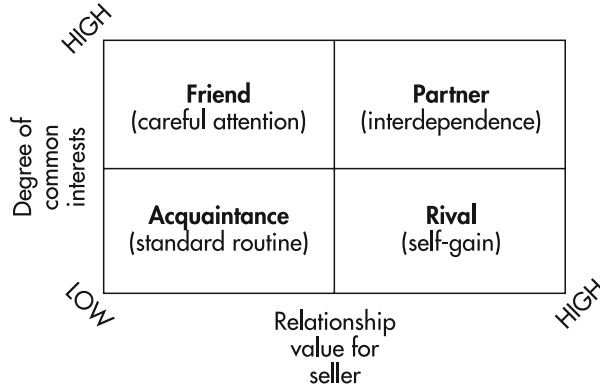 HIGH
Friend
(careful attention)
Partner
(interdependence)
Degree of
common
interests
Acquaintance
(standard routine)
Rival
(self-gain)
LOW
Relationship
value for
seller
HIGH